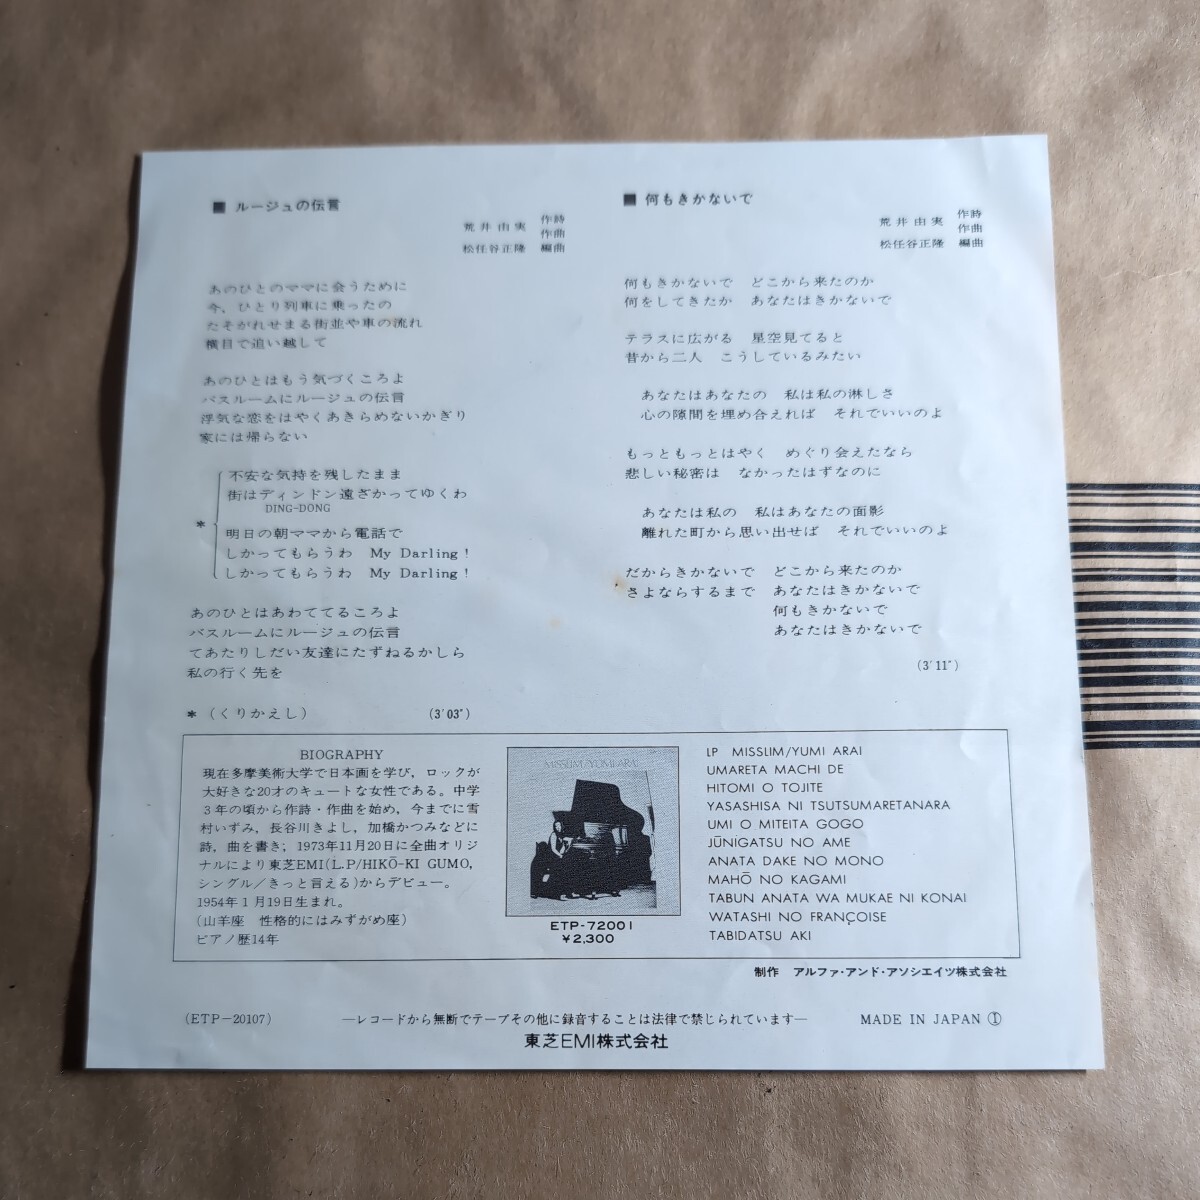 ■ ルージュの伝言
荒井由実 作詩
作曲
松任谷正隆 編曲
あのひとのママに会うために
今、ひとり列車に乗ったの
たそがれせまる街並や車の流れ
横目で追い越して
あのひとはもう気づくころよ
バスルームにルージュの伝言
浮気な恋をはやくあきらめないかぎり
家には帰らない
不安な気持を残したまま
街はディンドン遠ざかってゆくわ
DING-DONG
*
明日の朝ママから電話で
しかってもらうわ My Darling!
しかってもらうわ My Darling!
あのひとはあわててるころよ
バスルームにルージュの伝言
てあたりしだい友達にたずねるかしら
私の行く先を
* (くりかえし) (3'03″)
■ 何もきかないで
荒井由実 作詩
作曲
松任谷正隆 編曲
何もきかないで どこから来たのか
何をしてきたか あなたはきかないで
テラスに広がる 星空見てると
昔から二人 こうしているみたい
あなたはあなたの 私は私の淋しさ
心の隙間を埋め合えれば それでいいのよ
もっともっとはやく めぐり会えたなら
悲しい秘密は なかったはずなのに
あなたは私の 私はあなたの面影
離れた町から思い出せば それでいいのよ
だからきかないで どこから来たのか
さよならするまで あなたはきかないで
何もきかないで
あなたはきかないで
(3'11″)
BIOGRAPHY
現在多摩美術大学で日本画を学び，ロックが
大好きな20才のキュートな女性である。中学
3年の頃から作詩・作曲を始め，今までに雪
村いずみ，長谷川きよし，加橋かつみなどに
詩，曲を書き，1973年11月20日に全曲オリジ
ナルにより東芝EMI(L.P/HIKŌ-KI GUMO,
シングル／きっと言える)からデビュー。
1954年1月19日生まれ。
(山羊座 性格的にはみずがめ座)
ピアノ歴14年
MISSLIM/YUMI ARAI
ETP-72001
¥2,300
LP MISSLIM/YUMI ARAI
UMARETA MACHI DE
HITOMI O TOJITE
YASASHISA NI TSUTSUMARETANARA
UMI O MITEITA GOGO
JŪNIGATSU NO AME
ANATA DAKE NO MONO
MAHŌ NO KAGAMI
TABUN ANATA WA MUKAE NI KONAI
WATASHI NO FRANÇOISE
TABIDATSU AKI
制作 アルファ・アンド・アソシエイツ株式会社
(ETP-20107) —レコードから無断でテープその他に録音することは法律で禁じられています— MADE IN JAPAN Ⓘ
東芝EMI株式会社